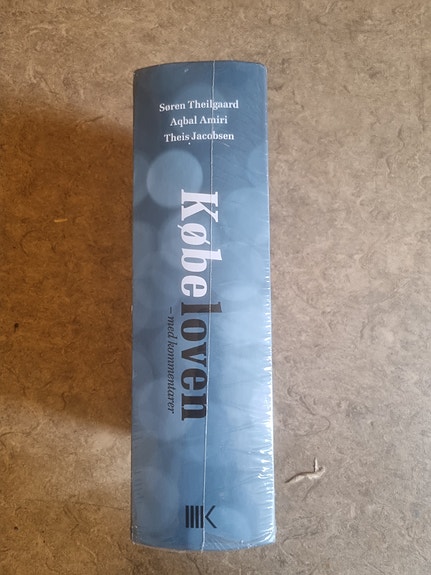 Søren Theilgaard
Aqbal Amiri
Theis Jacobsen
Købeloven
– med kommentarer
K